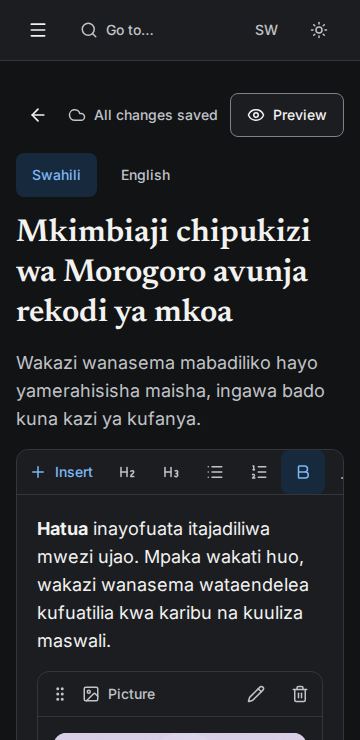 Go to...
SW
All changes saved
Preview
Swahili
English
Mkimbiaji chipukizi
wa Morogoro avunja
rekodi ya mkoa
Wakazi wanasema mabadiliko hayo
yamerahisisha maisha, ingawa bado
kuna kazi ya kufanya.
Insert H2 H3 B
Hatua inayofuata itajadiliwa
mwezi ujao. Mpaka wakati huo,
wakazi wanasema wataendelea
kufuatilia kwa karibu na kuuliza
maswali.
Picture